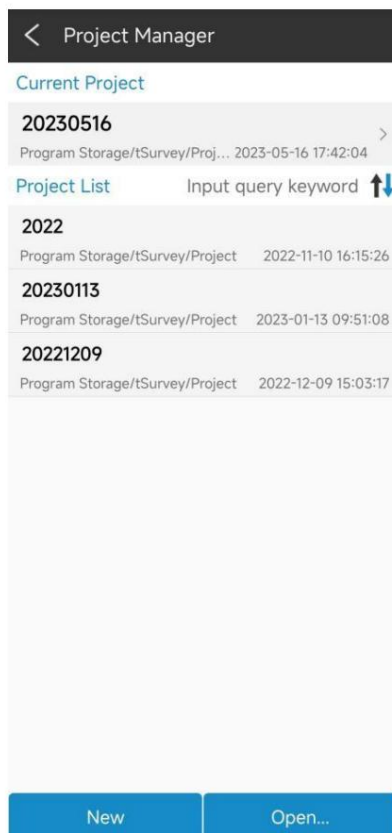 Project Manager
Current Project
20230516
Program Storage/tSurvey/Proj... 2023-05-16 17:42:04
Project List Input query keyword
2022
Program Storage/tSurvey/Project 2022-11-10 16:15:26
20230113
Program Storage/tSurvey/Project 2023-01-13 09:51:08
20221209
Program Storage/tSurvey/Project 2022-12-09 15:03:17
New Open...